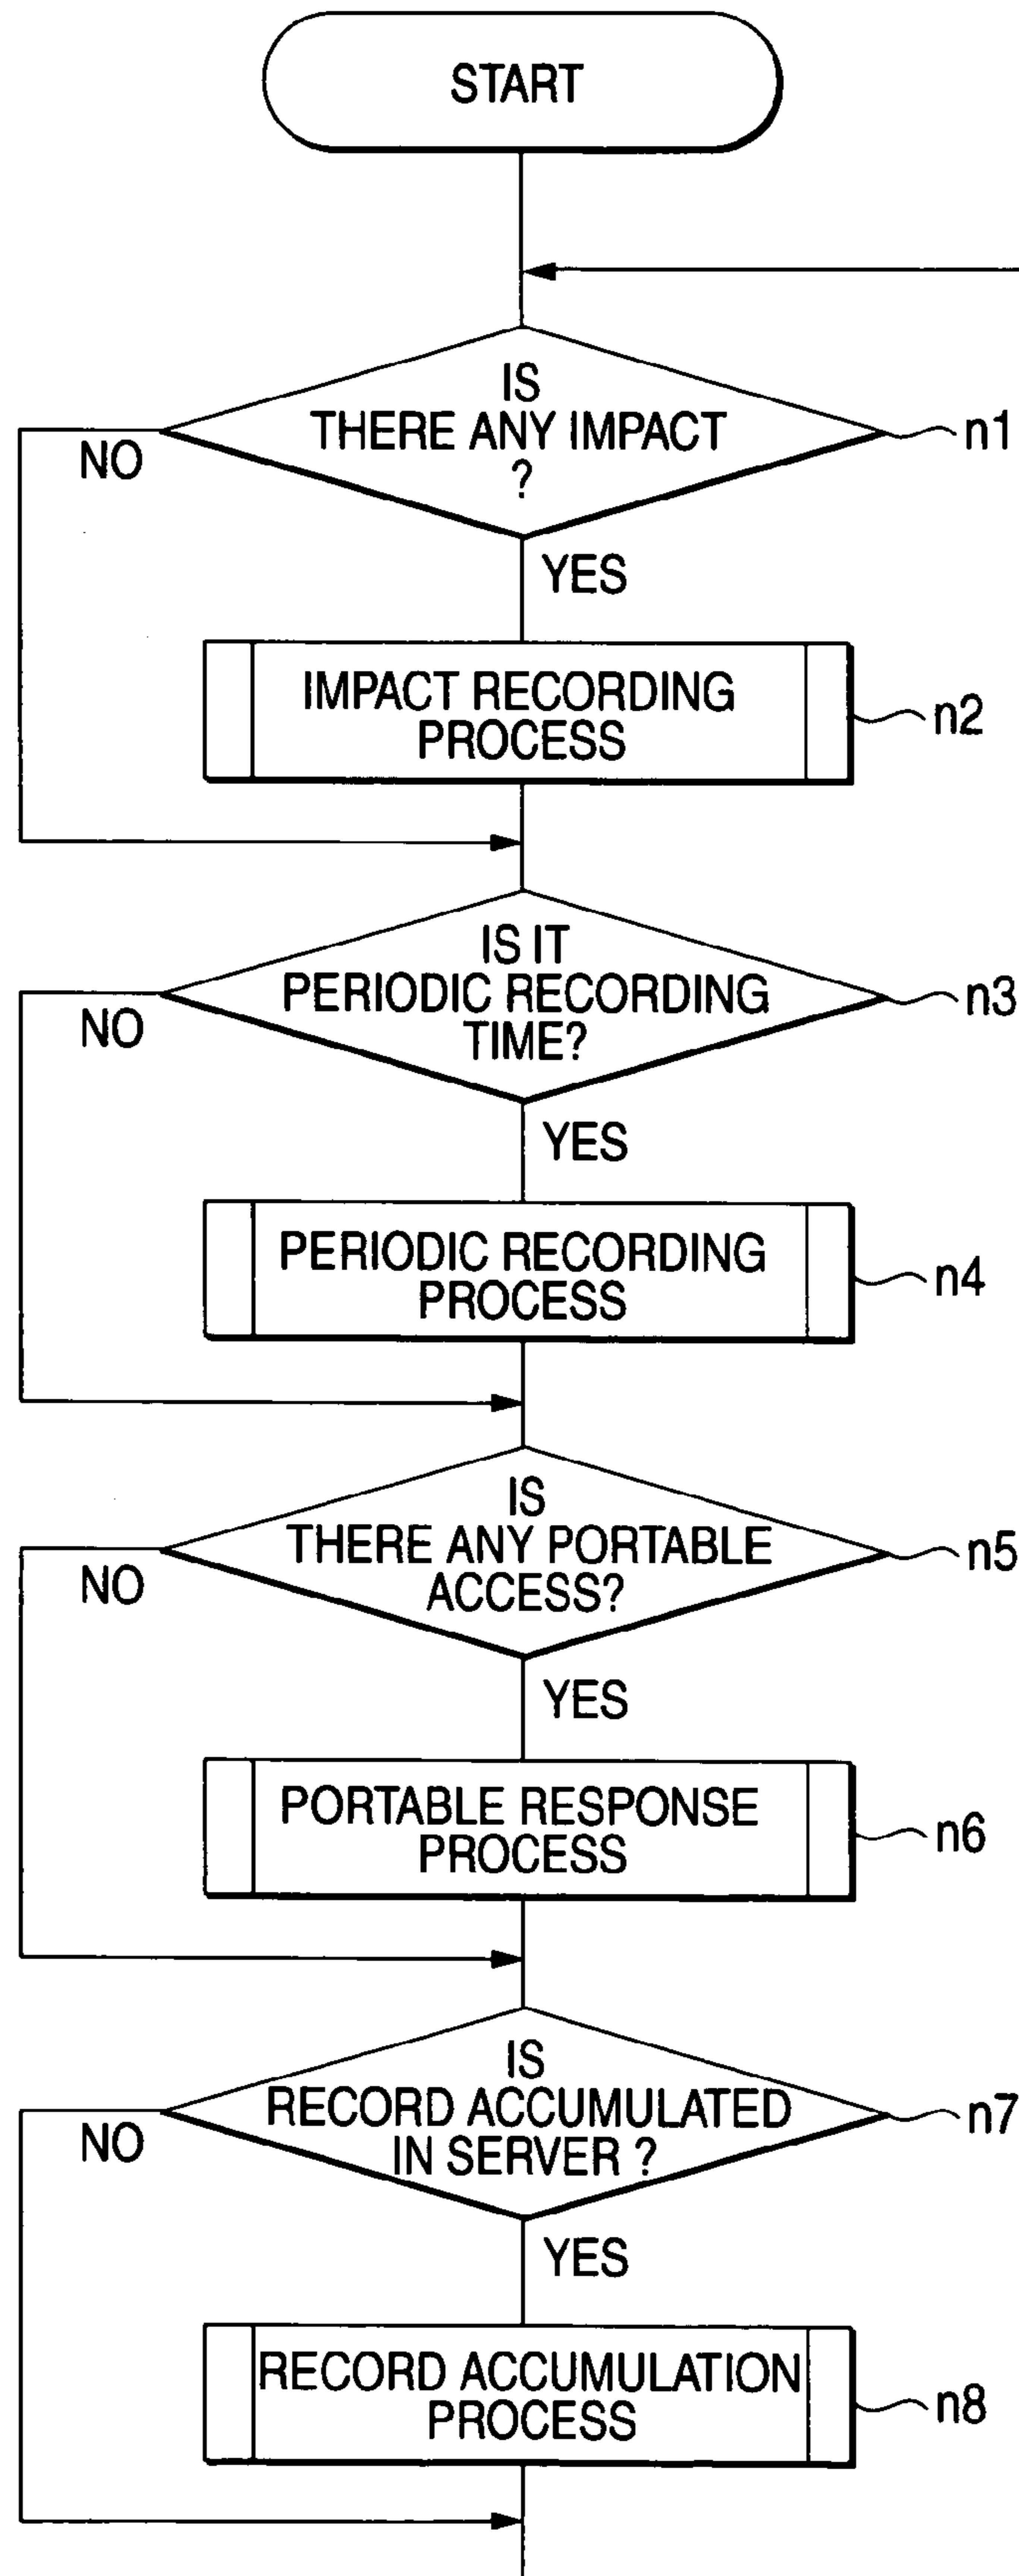 START
IS
THERE ANY IMPACT
?
n1
NO
YES
IMPACT RECORDING
PROCESS
n2
IS IT
PERIODIC RECORDING
TIME?
n3
NO
YES
PERIODIC RECORDING
PROCESS
n4
IS
THERE ANY PORTABLE
ACCESS?
n5
NO
YES
PORTABLE RESPONSE
PROCESS
n6
IS
RECORD ACCUMULATED
IN SERVER ?
n7
NO
YES
RECORD ACCUMULATION
PROCESS
n8